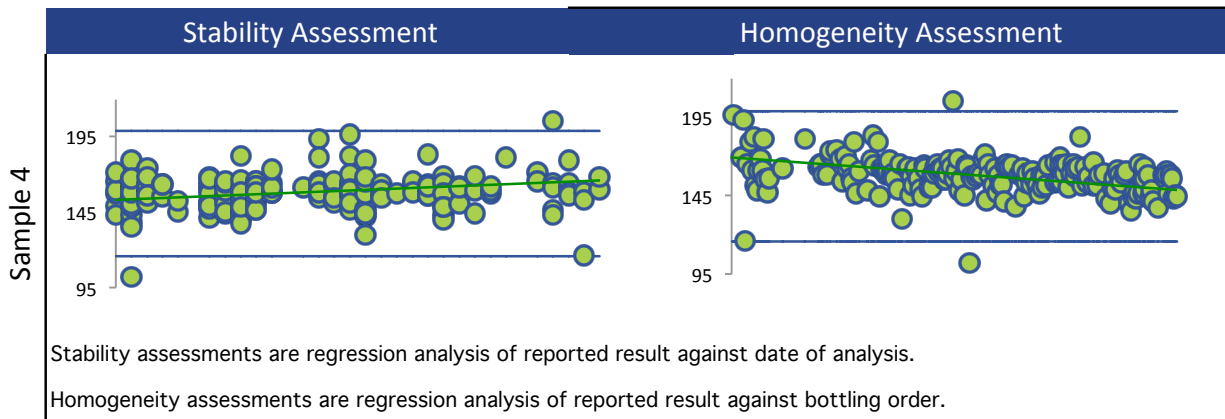 Stability Assessment
Homogeneity Assessment
Sample 4
195
145
95
195
145
95
Stability assessments are regression analysis of reported result against date of analysis.
Homogeneity assessments are regression analysis of reported result against bottling order.